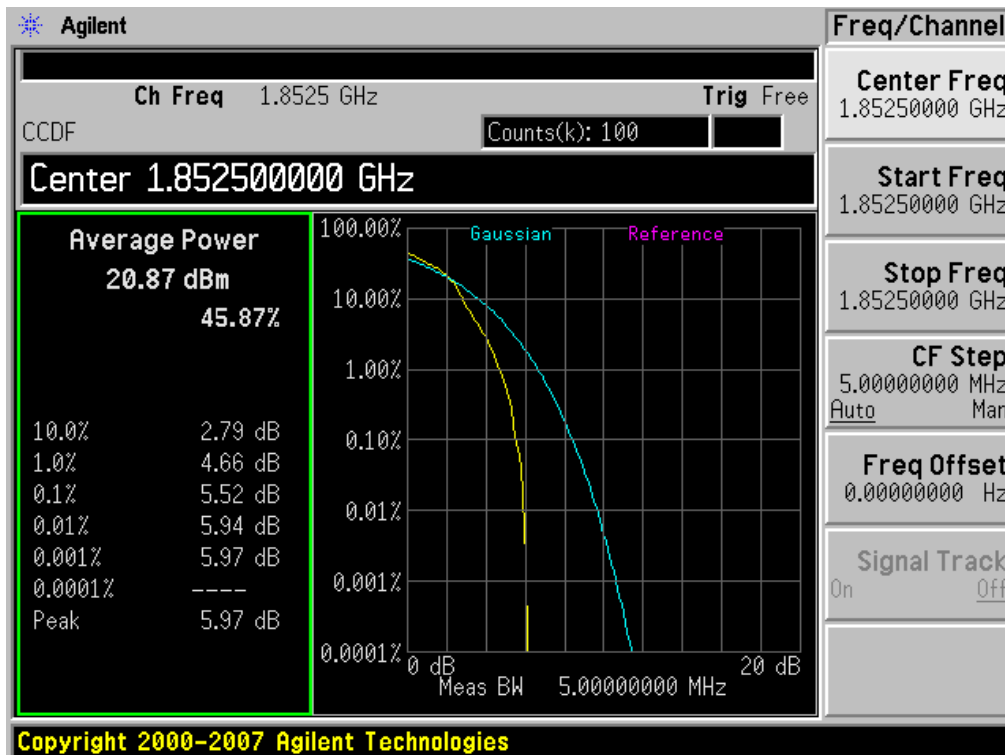 Agilent
Freq/Channel
Ch Freq 1.8525 GHz
Trig Free
CCDF
Counts(k): 100
Center 1.852500000 GHz
Average Power
20.87 dBm
45.87%
10.0% 2.79 dB
1.0% 4.66 dB
0.1% 5.52 dB
0.01% 5.94 dB
0.001% 5.97 dB
0.0001% ----
Peak 5.97 dB
Gaussian
Reference
100.00%
10.00%
1.00%
0.10%
0.01%
0.001%
0.0001%
0 dB
20 dB
Meas BW 5.00000000 MHz
Center Freq
1.85250000 GHz
Start Freq
1.85250000 GHz
Stop Freq
1.85250000 GHz
CF Step
5.00000000 MHz
Auto Man
Freq Offset
0.00000000 Hz
Signal Track
On Off
Copyright 2000-2007 Agilent Technologies